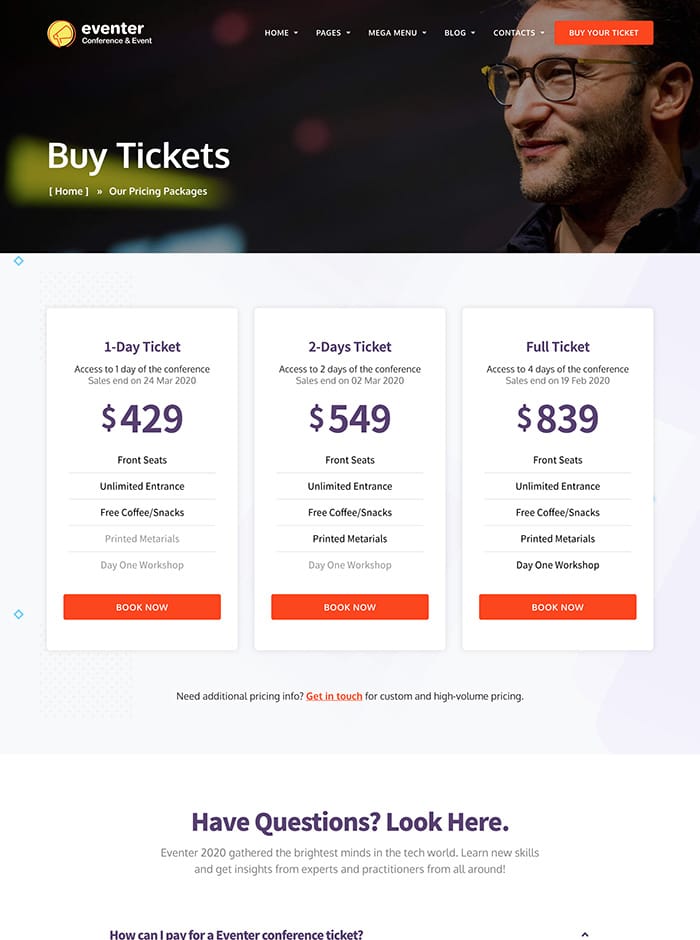 eventer
Conference & Event
HOME PAGES MEGA MENU BLOG CONTACTS BUY YOUR TICKET
Buy Tickets
[ Home ] » Our Pricing Packages
1-Day Ticket
Access to 1 day of the conference
Sales end on 24 Mar 2020
$429
Front Seats
Unlimited Entrance
Free Coffee/Snacks
Printed Metarials
Day One Workshop
BOOK NOW
2-Days Ticket
Access to 2 days of the conference
Sales end on 02 Mar 2020
$549
Front Seats
Unlimited Entrance
Free Coffee/Snacks
Printed Metarials
Day One Workshop
BOOK NOW
Full Ticket
Access to 4 days of the conference
Sales end on 19 Feb 2020
$839
Front Seats
Unlimited Entrance
Free Coffee/Snacks
Printed Metarials
Day One Workshop
BOOK NOW
Need additional pricing info? Get in touch for custom and high-volume pricing.
Have Questions? Look Here.
Eventer 2020 gathered the brightest minds in the tech world. Learn new skills
and get insights from experts and practitioners from all around!
How can I pay for a Eventer conference ticket?